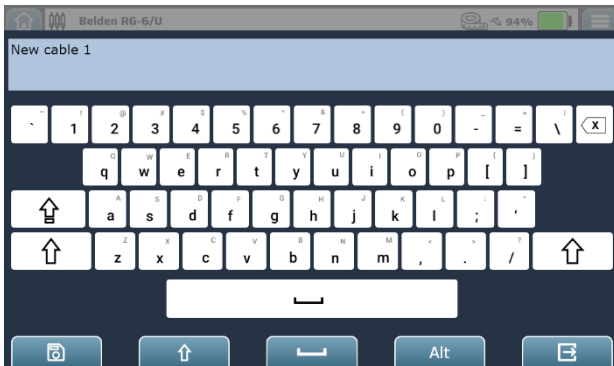 Belden RG-6/U 94%
New cable 1
` ~ 1 ! 2 @ 3 # 4 $ 5 % 6 ^ 7 & 8 * 9 ( 0 ) - _ = + \ | X
q Q w W e E r R t T y Y u U i I o O p P [ { ] }
a A s S d D f F g G h H j J k K l L ; : ' "
z Z x X c C v V b B n N m M , < . > / ?
Alt